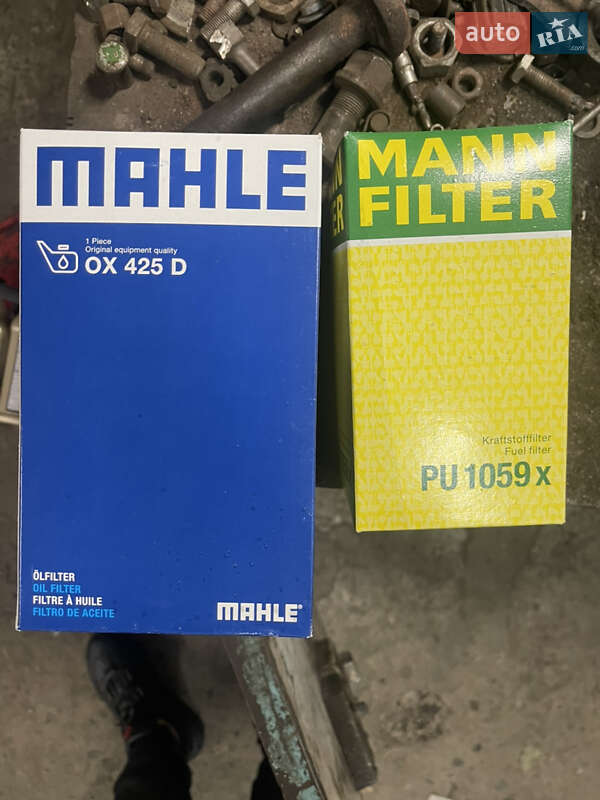 auto RIA.com
MAHLE
1 Piece
Original equipment quality
OX 425 D
ÖLFILTER
OIL FILTER
FILTRE À HUILE
FILTRO DE ACEITE
MAHLE®
MANN
FILTER
Kraftstofffilter
Fuel filter
PU 1059 x